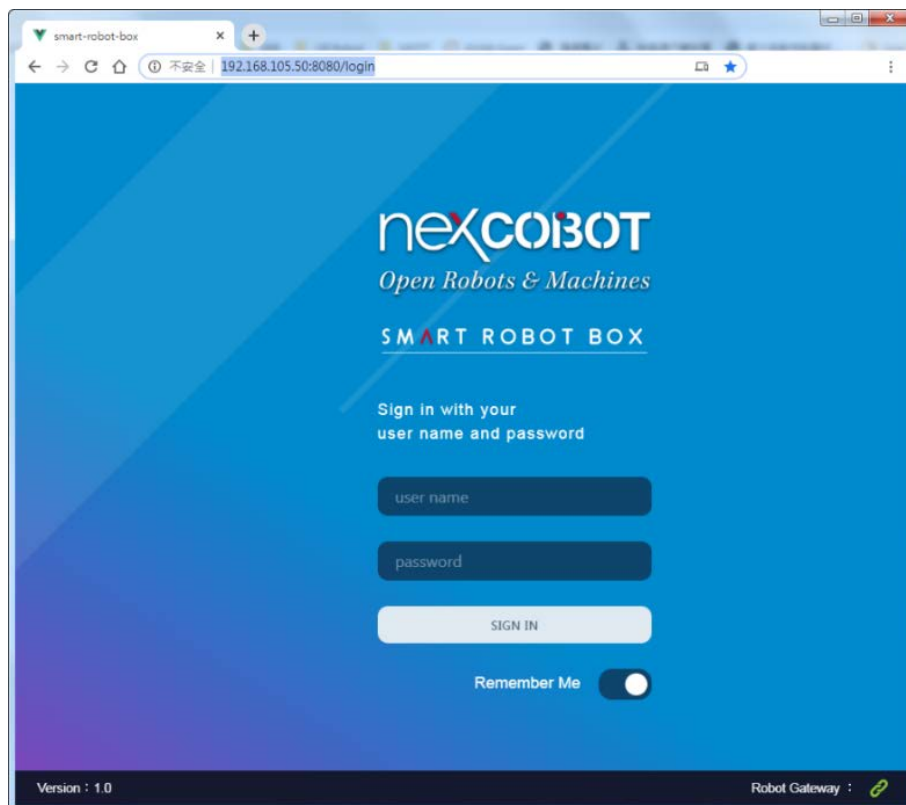 smart-robot-box
不安全 | 192.168.105.50:8080/login
nexCOBOT
Open Robots & Machines
SMART ROBOT BOX
Sign in with your
user name and password
user name
password
SIGN IN
Remember Me
Version : 1.0
Robot Gateway :